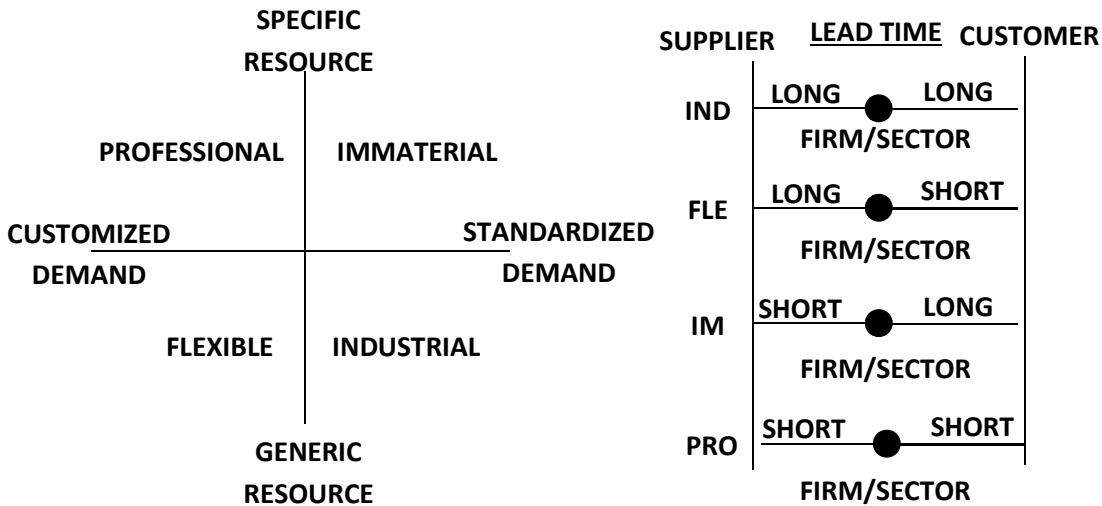 SPECIFIC
RESOURCE
PROFESSIONAL
IMMATERIAL
CUSTOMIZED
DEMAND
STANDARDIZED
DEMAND
FLEXIBLE
INDUSTRIAL
GENERIC
RESOURCE
SUPPLIER
LEAD TIME
CUSTOMER
IND
LONG
LONG
FIRM/SECTOR
FLE
LONG
SHORT
FIRM/SECTOR
IM
SHORT
LONG
FIRM/SECTOR
PRO
SHORT
SHORT
FIRM/SECTOR